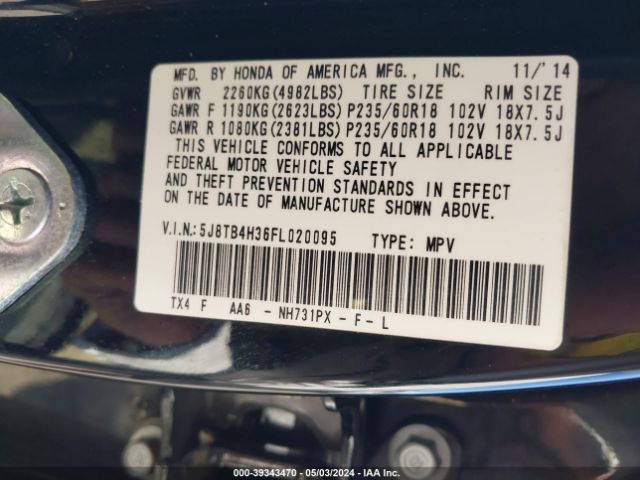 MFD. BY HONDA OF AMERICA MFG., INC. 11/'14
GVWR 2260KG(4982LBS) TIRE SIZE RIM SIZE
GAWR F 1190KG(2623LBS) P235/60R18 102V 18X7.5J
GAWR R 1080KG(2381LBS) P235/60R18 102V 18X7.5J
THIS VEHICLE CONFORMS TO ALL APPLICABLE
FEDERAL MOTOR VEHICLE SAFETY
AND THEFT PREVENTION STANDARDS IN EFFECT
ON THE DATE OF MANUFACTURE SHOWN ABOVE.
V.I.N.:5J8TB4H36FL020095 TYPE: MPV
TX4 F AA6 - NH731PX - F - L
000-39343470 - 05/03/2024 - IAA Inc.